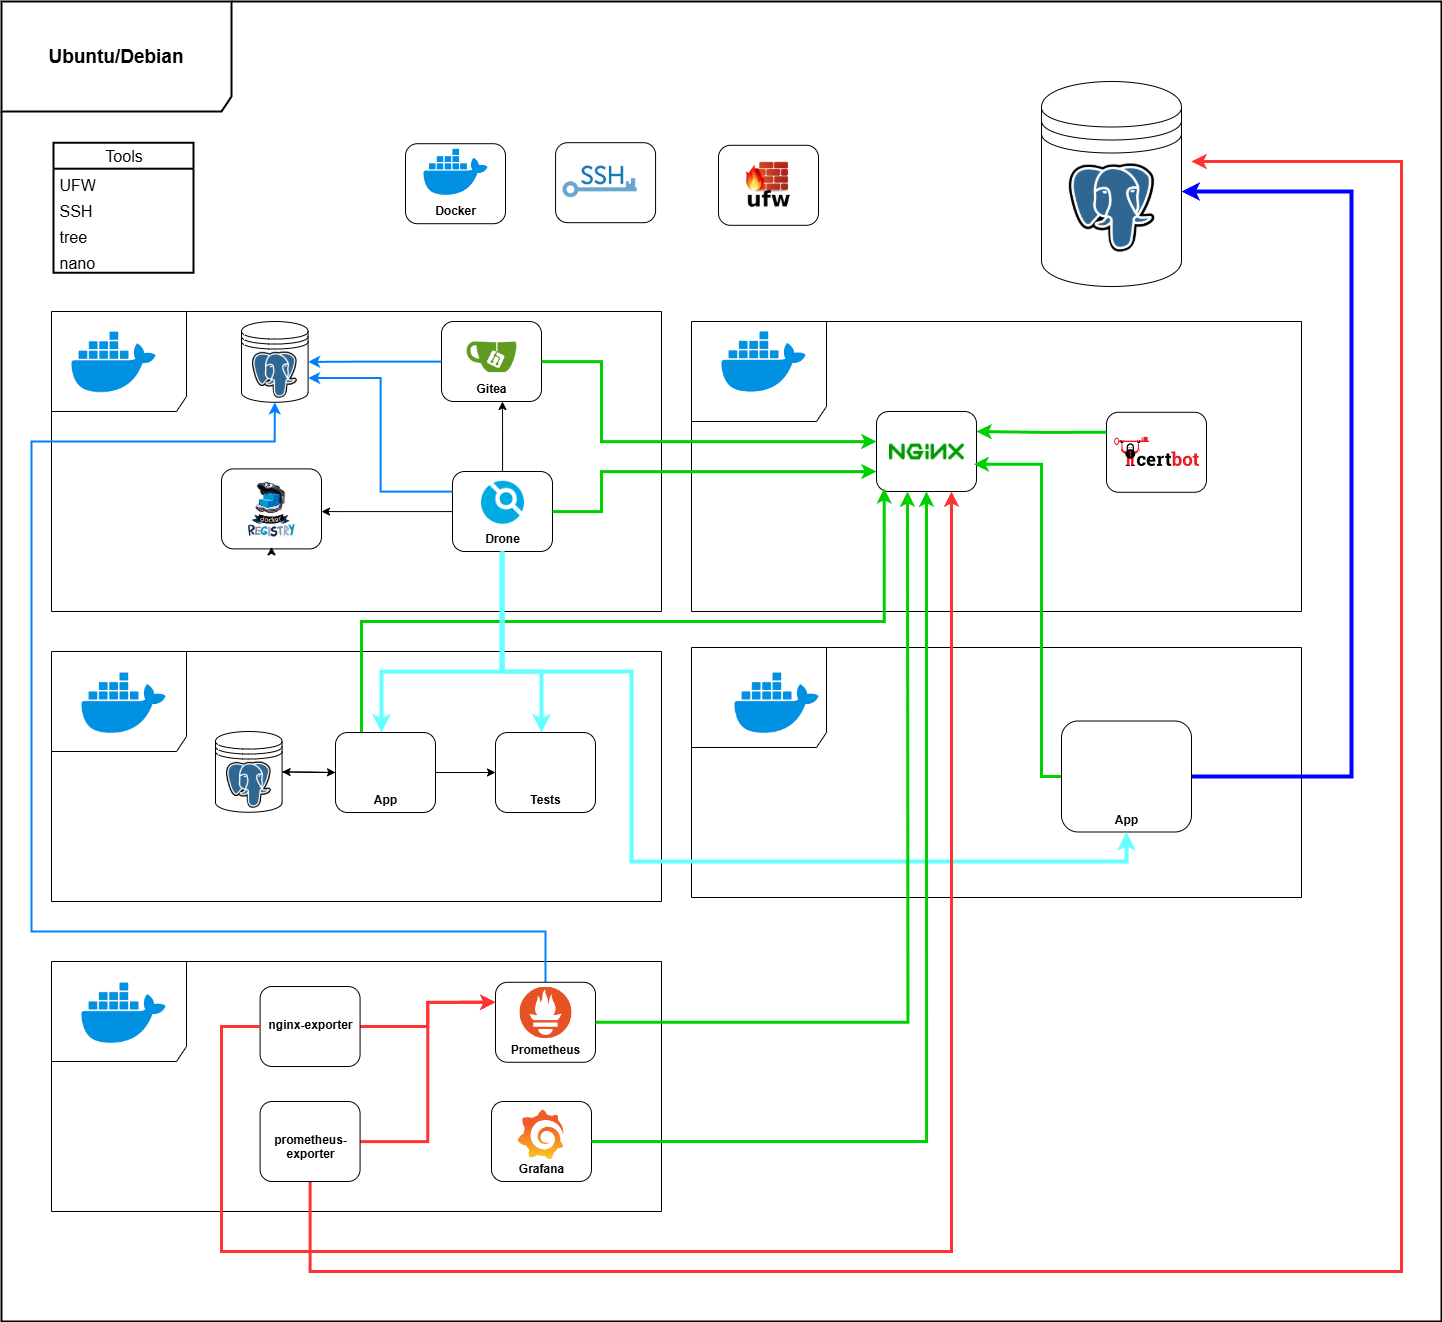 Ubuntu/Debian
Tools
UFW
SSH
tree
nano
Docker
SSH
ufw
Gitea
NGiNX
certbot
docker
REGISTRY
Drone
App
Tests
App
nginx-exporter
Prometheus
prometheus-
exporter
Grafana